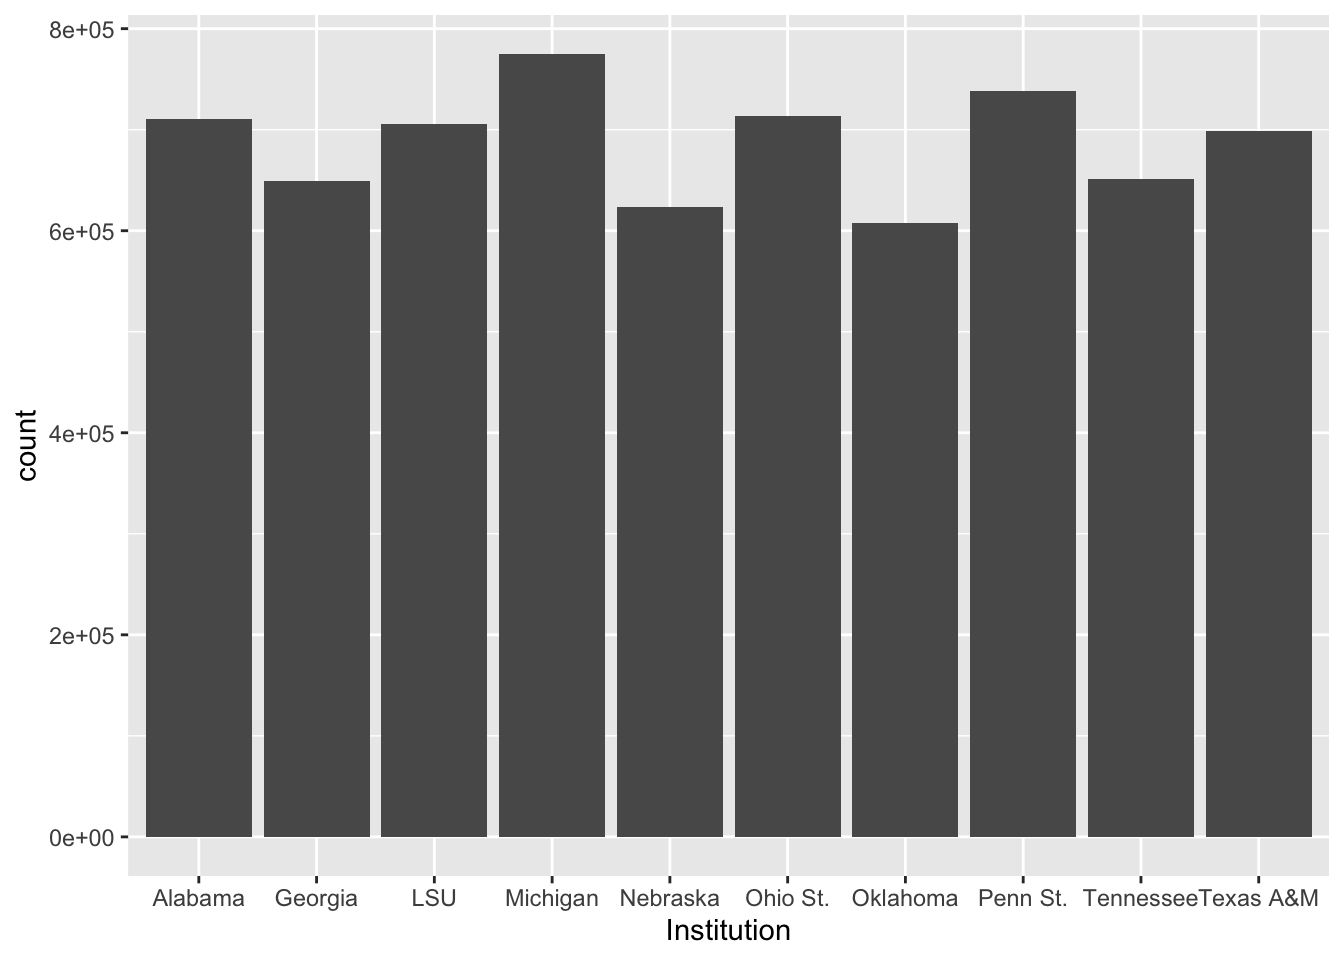 8e+05
6e+05
4e+05
2e+05
0e+00
count
Alabama Georgia LSU Michigan Nebraska Ohio St. Oklahoma Penn St. Tennessee Texas A&M
Institution